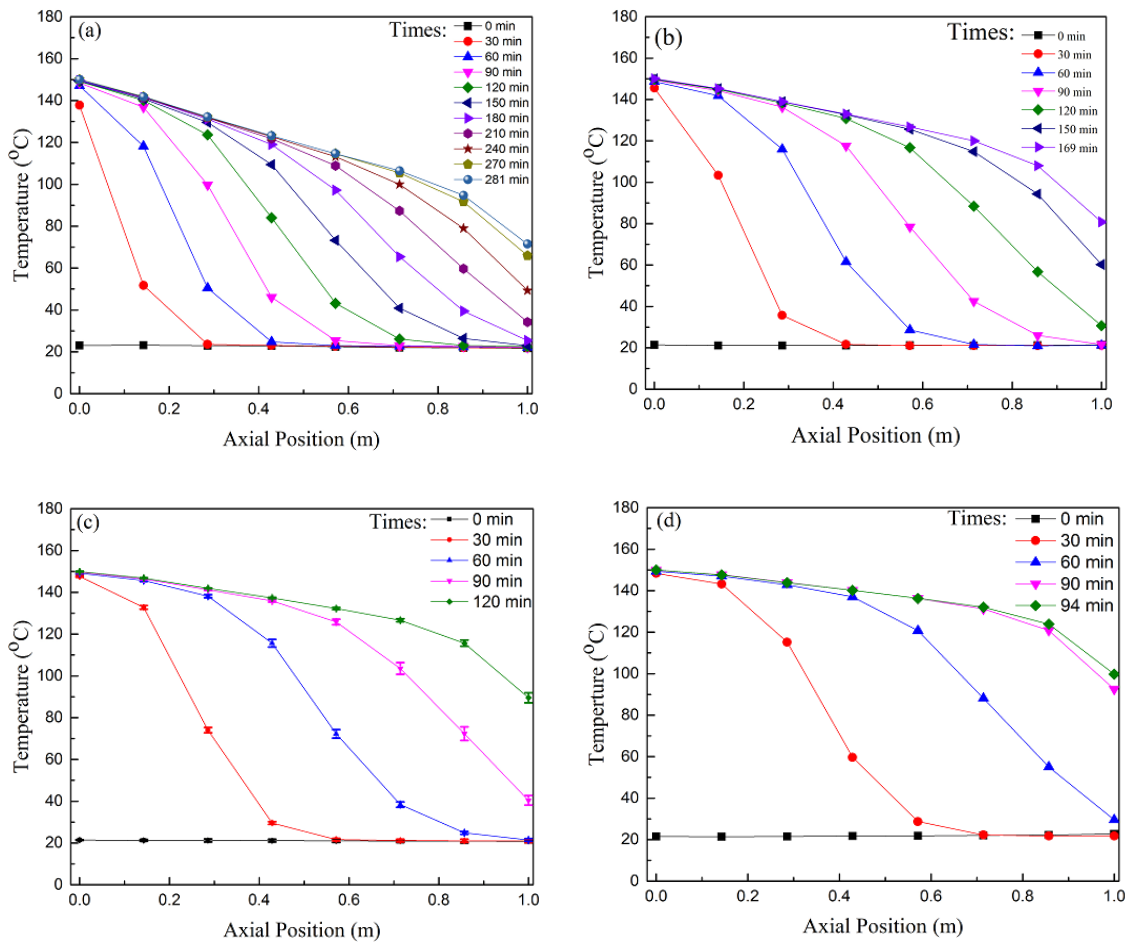 (a)
Times:
0 min
30 min
60 min
90 min
120 min
150 min
180 min
210 min
240 min
270 min
281 min
180
160
140
120
100
80
60
40
20
0
Temperature (°C)
0.0 0.2 0.4 0.6 0.8 1.0
Axial Position (m)
(b)
Times:
0 min
30 min
60 min
90 min
120 min
150 min
169 min
180
160
140
120
100
80
60
40
20
0
Temperature (°C)
0.0 0.2 0.4 0.6 0.8 1.0
Axial Position (m)
(c)
Times:
0 min
30 min
60 min
90 min
120 min
180
160
140
120
100
80
60
40
20
0
Temperature (°C)
0.0 0.2 0.4 0.6 0.8 1.0
Axial Position (m)
(d)
Times:
0 min
30 min
60 min
90 min
94 min
180
160
140
120
100
80
60
40
20
0
Temperture (°C)
0.0 0.2 0.4 0.6 0.8 1.0
Axial Position (m)